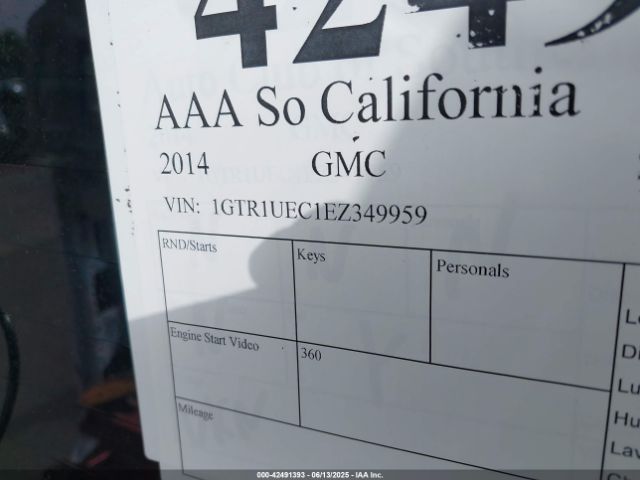 424
AAA So California
2014 GMC
VIN: 1GTR1UEC1EZ349959
RND/Starts Keys Personals
Engine Start Video 360
Mileage
000-42491393 - 06/13/2025 - IAA Inc.